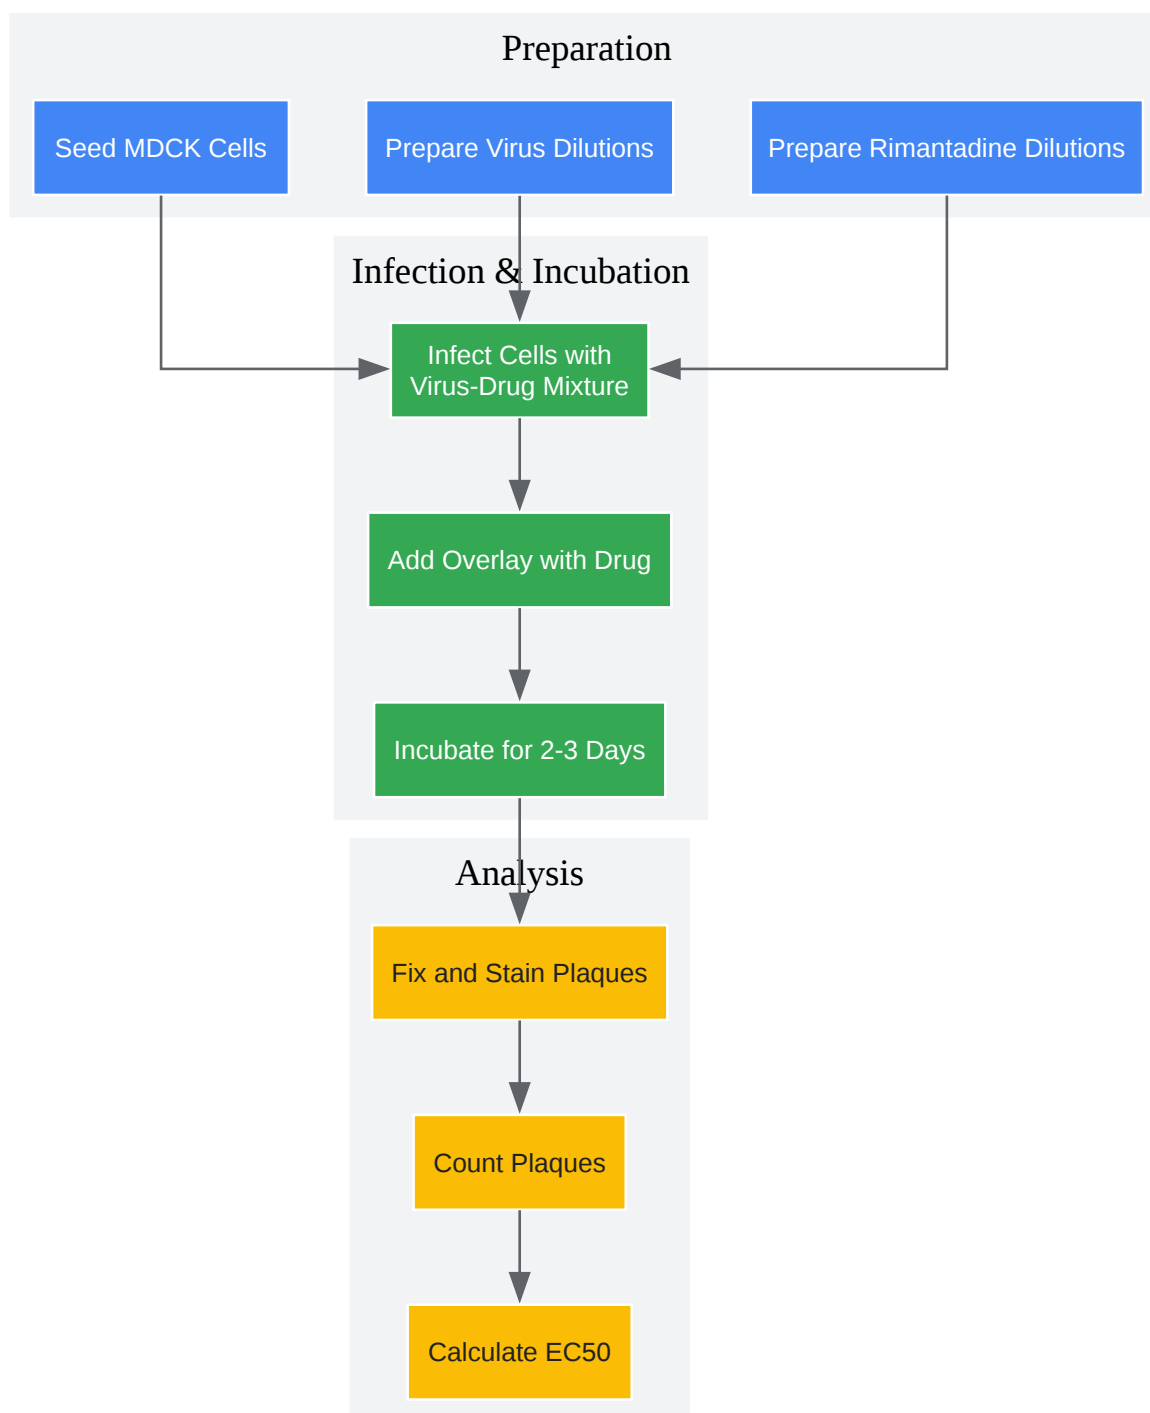 Preparation
Seed MDCK Cells
Prepare Virus Dilutions
Prepare Rimantadine Dilutions
Infection & Incubation
Infect Cells with
Virus-Drug Mixture
Add Overlay with Drug
Incubate for 2-3 Days
Analysis
Fix and Stain Plaques
Count Plaques
Calculate EC50